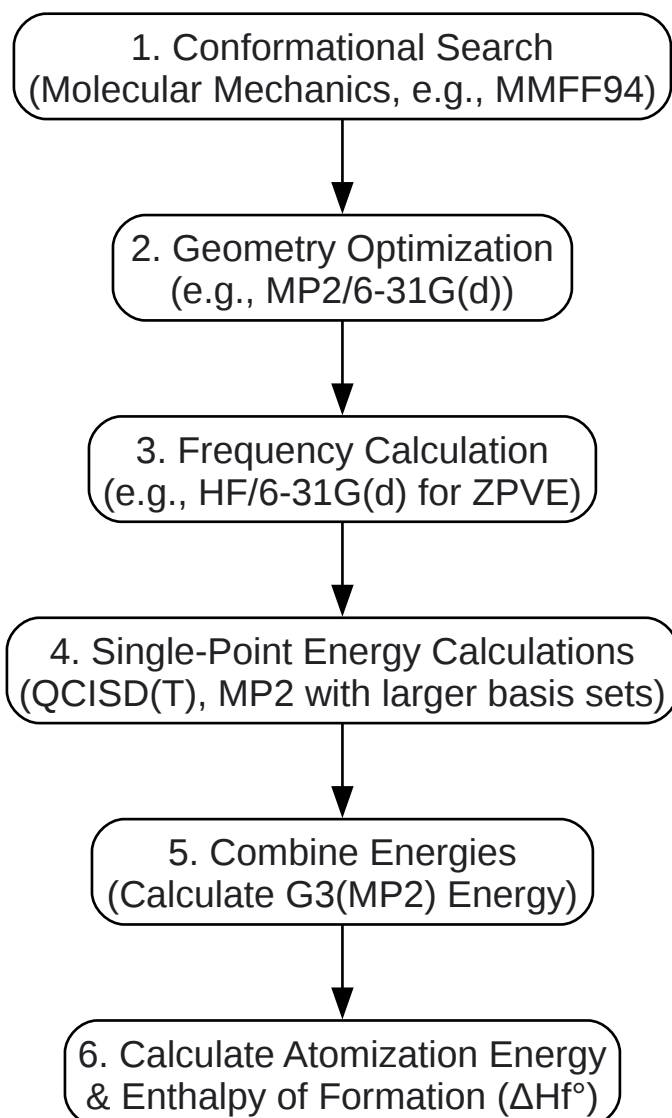 1. Conformational Search
(Molecular Mechanics, e.g., MMFF94)
2. Geometry Optimization
(e.g., MP2/6-31G(d))
3. Frequency Calculation
(e.g., HF/6-31G(d) for ZPVE)
4. Single-Point Energy Calculations
(QCISD(T), MP2 with larger basis sets)
5. Combine Energies
(Calculate G3(MP2) Energy)
6. Calculate Atomization Energy
& Enthalpy of Formation (ΔHf°)